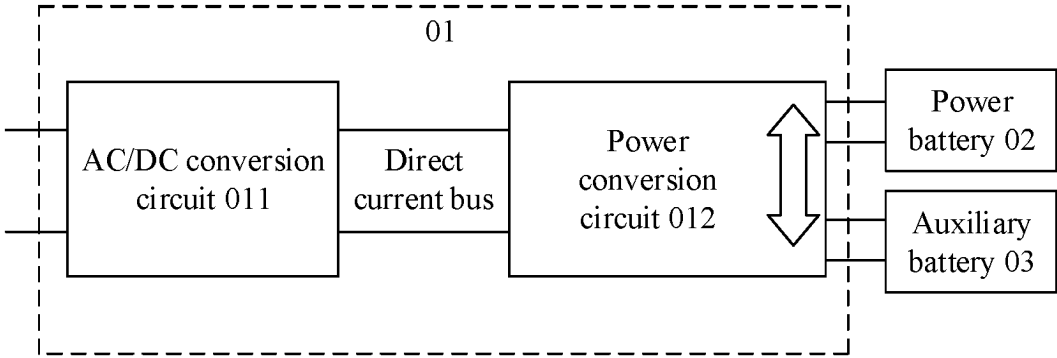 01
AC/DC conversion
circuit 011
Direct
current bus
Power
conversion
circuit 012
Power
battery 02
Auxiliary
battery 03